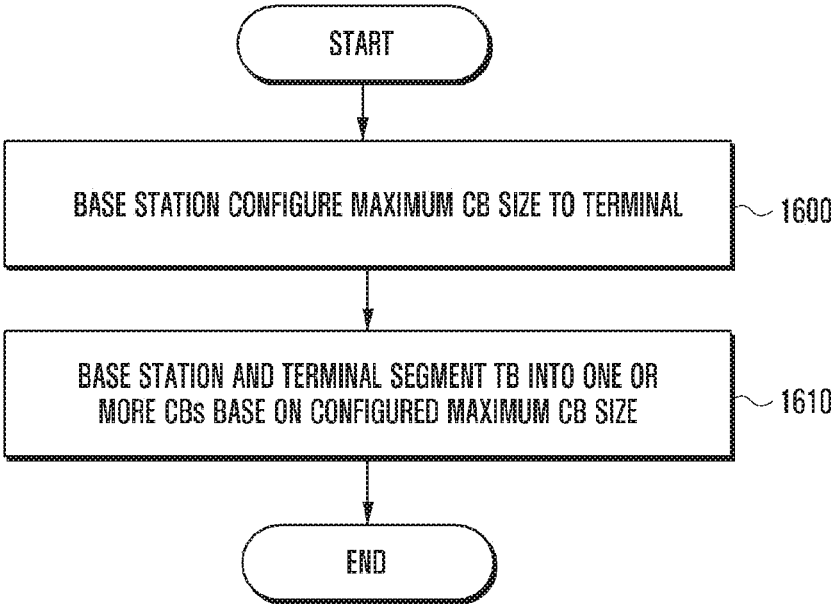 START
BASE STATION CONFIGURE MAXIMUM CB SIZE TO TERMINAL
1600
BASE STATION AND TERMINAL SEGMENT TB INTO ONE OR
MORE CBs BASE ON CONFIGURED MAXIMUM CB SIZE
1610
END